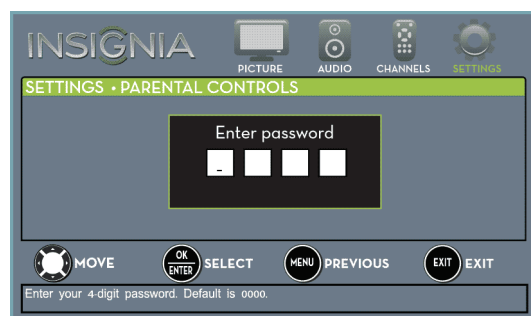 INSIGNIA
PICTURE AUDIO CHANNELS SETTINGS
SETTINGS • PARENTAL CONTROLS
Enter password
-
MOVE OK ENTER SELECT MENU PREVIOUS EXIT EXIT
Enter your 4-digit password. Default is 0000.